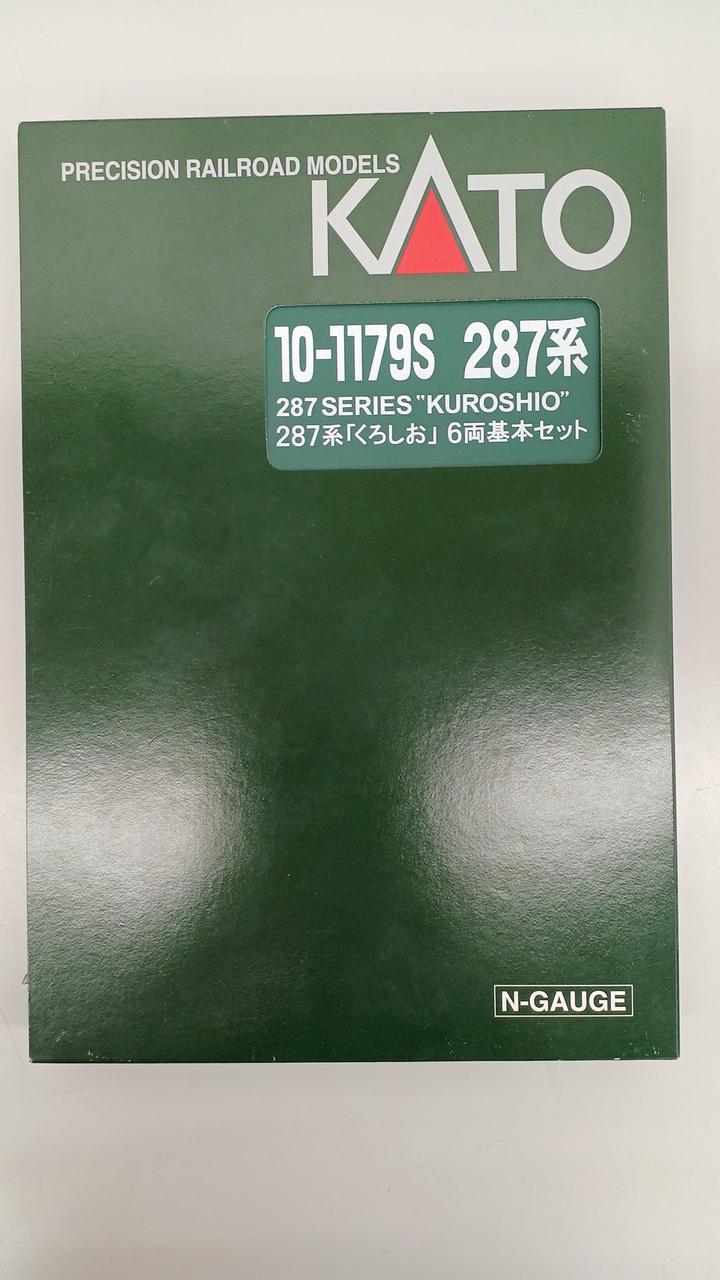 PRECISION RAILROAD MODELS
KATO
10-1179S 287系
287 SERIES "KUROSHIO"
287系「くろしお」 6両基本セット
N-GAUGE